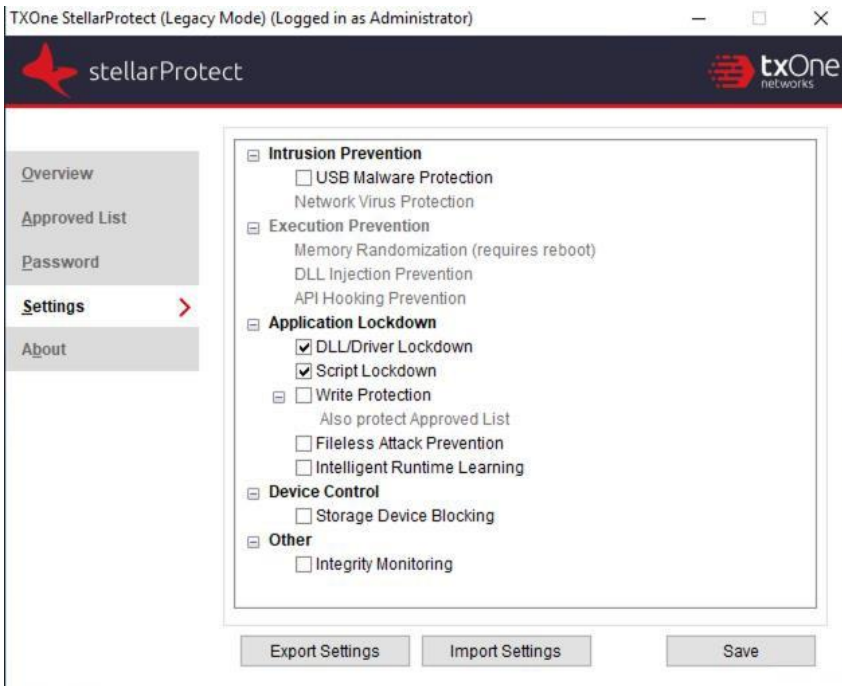 TXOne StellarProtect (Legacy Mode) (Logged in as Administrator)
stellarProtect
txOne
networks
Overview
Approved List
Password
Settings
About
Intrusion Prevention
USB Malware Protection
Network Virus Protection
Execution Prevention
Memory Randomization (requires reboot)
DLL Injection Prevention
API Hooking Prevention
Application Lockdown
DLL/Driver Lockdown
Script Lockdown
Write Protection
Also protect Approved List
Fileless Attack Prevention
Intelligent Runtime Learning
Device Control
Storage Device Blocking
Other
Integrity Monitoring
Export Settings
Import Settings
Save